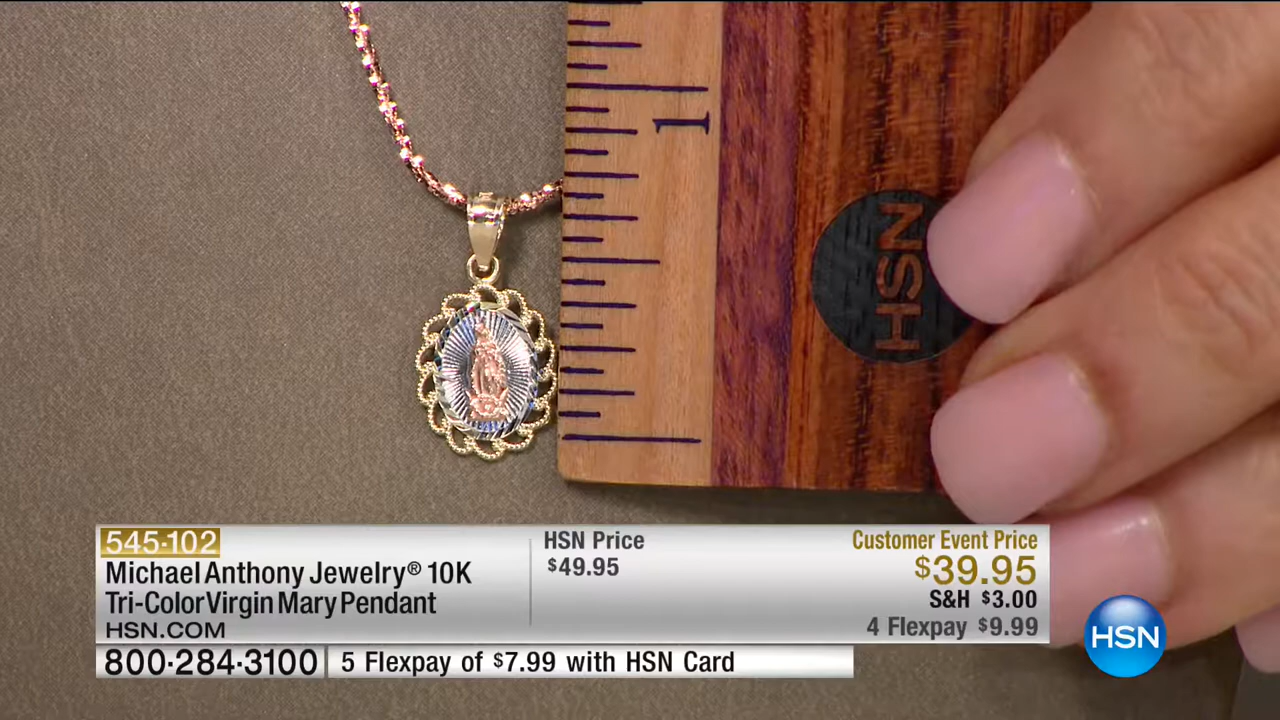 1
HSN
545-102
Michael Anthony Jewelry® 10K
Tri-Color Virgin Mary Pendant
HSN.COM
HSN Price
$49.95
Customer Event Price
$39.95
S&H $3.00
4 Flexpay $9.99
800·284·3100
5 Flexpay of $7.99 with HSN Card
HSN